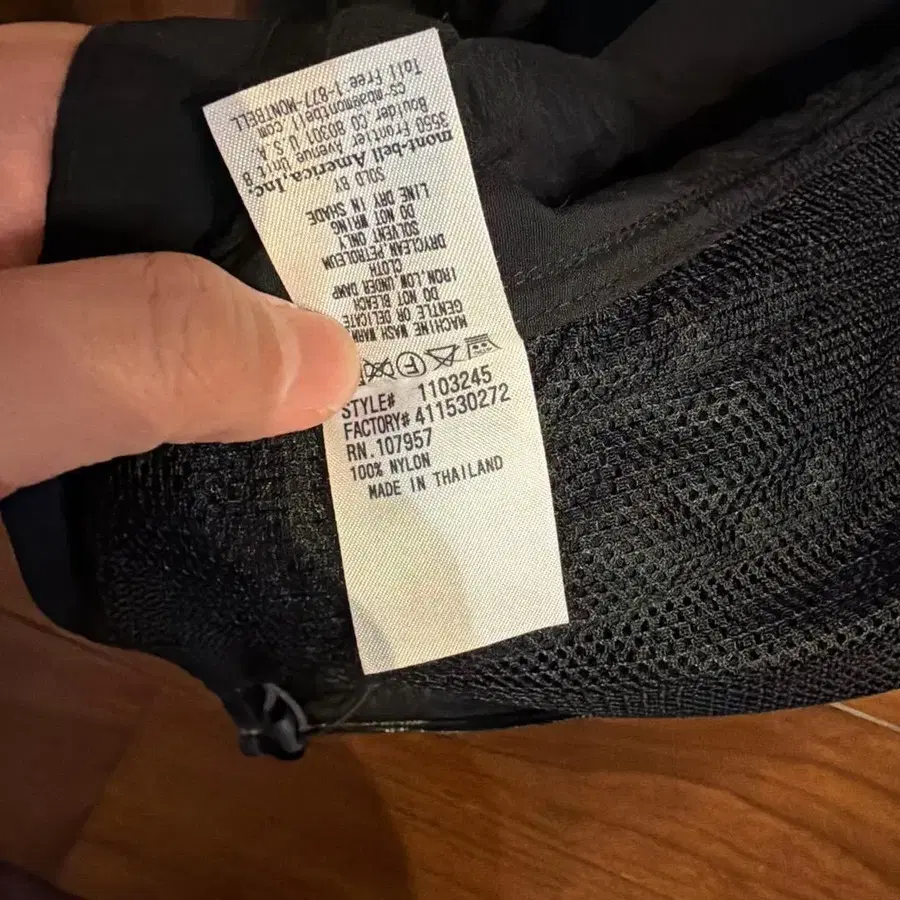 STYLE# 1103245
FACTORY# 411530272
RN.107957
100% NYLON
MADE IN THAILAND
MACHINE WASH WARM
GENTLE OR DELICATE
DO NOT BLEACH
IRON, LOW UNDER DAMP
CLOTH
DRYCLEAN, PETROLEUM
SOLVENT ONLY
DO NOT WRING
LINE DRY IN SHADE
SOLD BY
mont-bell America, Inc.
3550 Frontier Avenue Unit B
Boulder, CO 80301 U.S.A
montbell.com
Toll Free.1-877-MONTBELL
F